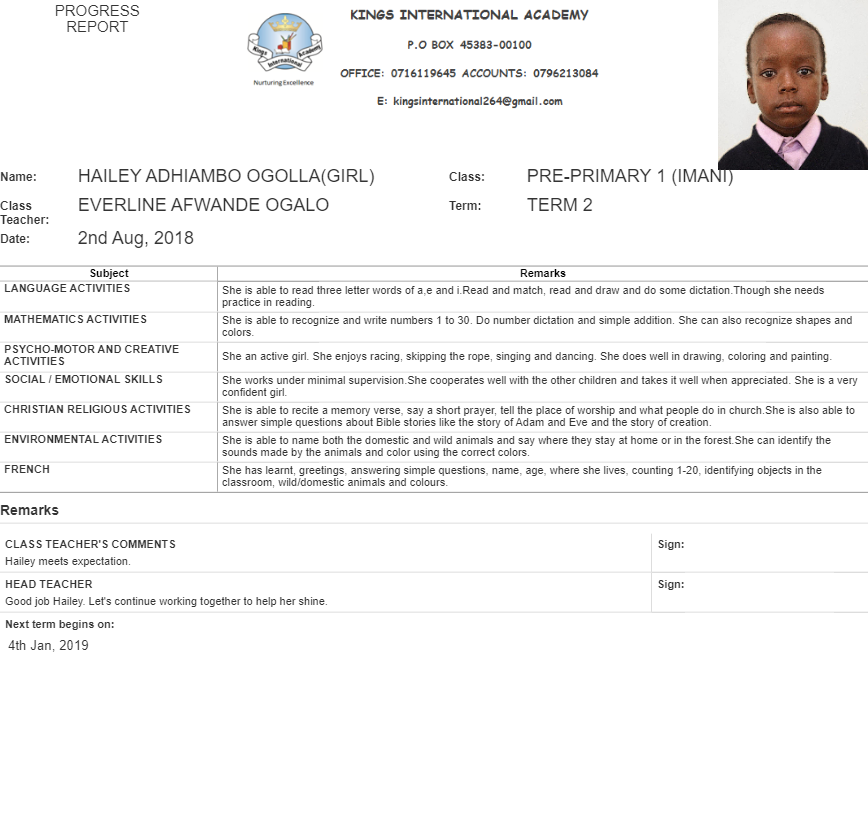 PROGRESS
REPORT
KINGS INTERNATIONAL ACADEMY
P.O BOX 45383-00100
OFFICE: 0716119645 ACCOUNTS: 0796213084
E: kingsinternational264@gmail.com
Kings International Academy
Nurturing Excellence
Name: HAILEY ADHIAMBO OGOLLA(GIRL) Class: PRE-PRIMARY 1 (IMANI)
Class Teacher: EVERLINE AFWANDE OGALO Term: TERM 2
Date: 2nd Aug, 2018
Subject Remarks
LANGUAGE ACTIVITIES
She is able to read three letter words of a,e and i.Read and match, read and draw and do some dictation.Though she needs
practice in reading.
MATHEMATICS ACTIVITIES
She is able to recognize and write numbers 1 to 30. Do number dictation and simple addition. She can also recognize shapes and
colors.
PSYCHO-MOTOR AND CREATIVE
ACTIVITIES
She an active girl. She enjoys racing, skipping the rope, singing and dancing. She does well in drawing, coloring and painting.
SOCIAL / EMOTIONAL SKILLS
She works under minimal supervision.She cooperates well with the other children and takes it well when appreciated. She is a very
confident girl.
CHRISTIAN RELIGIOUS ACTIVITIES
She is able to recite a memory verse, say a short prayer, tell the place of worship and what people do in church.She is also able to
answer simple questions about Bible stories like the story of Adam and Eve and the story of creation.
ENVIRONMENTAL ACTIVITIES
She is able to name both the domestic and wild animals and say where they stay at home or in the forest.She can identify the
sounds made by the animals and color using the correct colors.
FRENCH
She has learnt, greetings, answering simple questions, name, age, where she lives, counting 1-20, identifying objects in the
classroom, wild/domestic animals and colours.
Remarks
CLASS TEACHER'S COMMENTS Sign:
Hailey meets expectation.
HEAD TEACHER Sign:
Good job Hailey. Let's continue working together to help her shine.
Next term begins on:
4th Jan, 2019